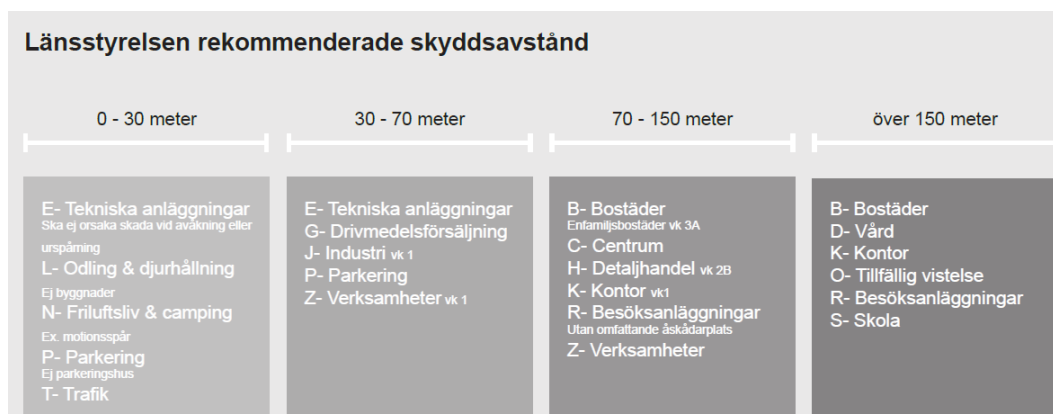 Länsstyrelsen rekommenderade skyddsavstånd
0 - 30 meter
30 - 70 meter
70 - 150 meter
över 150 meter
E- Tekniska anläggningar
Ska ej orsaka skada vid avåkning eller
urspårning
L- Odling & djurhållning
Ej byggnader
N- Friluftsliv & camping
Ex. motionsspår
P- Parkering
Ej parkeringshus
T- Trafik
E- Tekniska anläggningar
G- Drivmedelsförsäljning
J- Industri vk 1
P- Parkering
Z- Verksamheter vk 1
B- Bostäder
Enfamiljsbostäder vk 3A
C- Centrum
H- Detaljhandel vk 2B
K- Kontor vk1
R- Besöksanläggningar
Utan omfattande åskådarplats
Z- Verksamheter
B- Bostäder
D- Vård
K- Kontor
O- Tillfällig vistelse
R- Besöksanläggningar
S- Skola